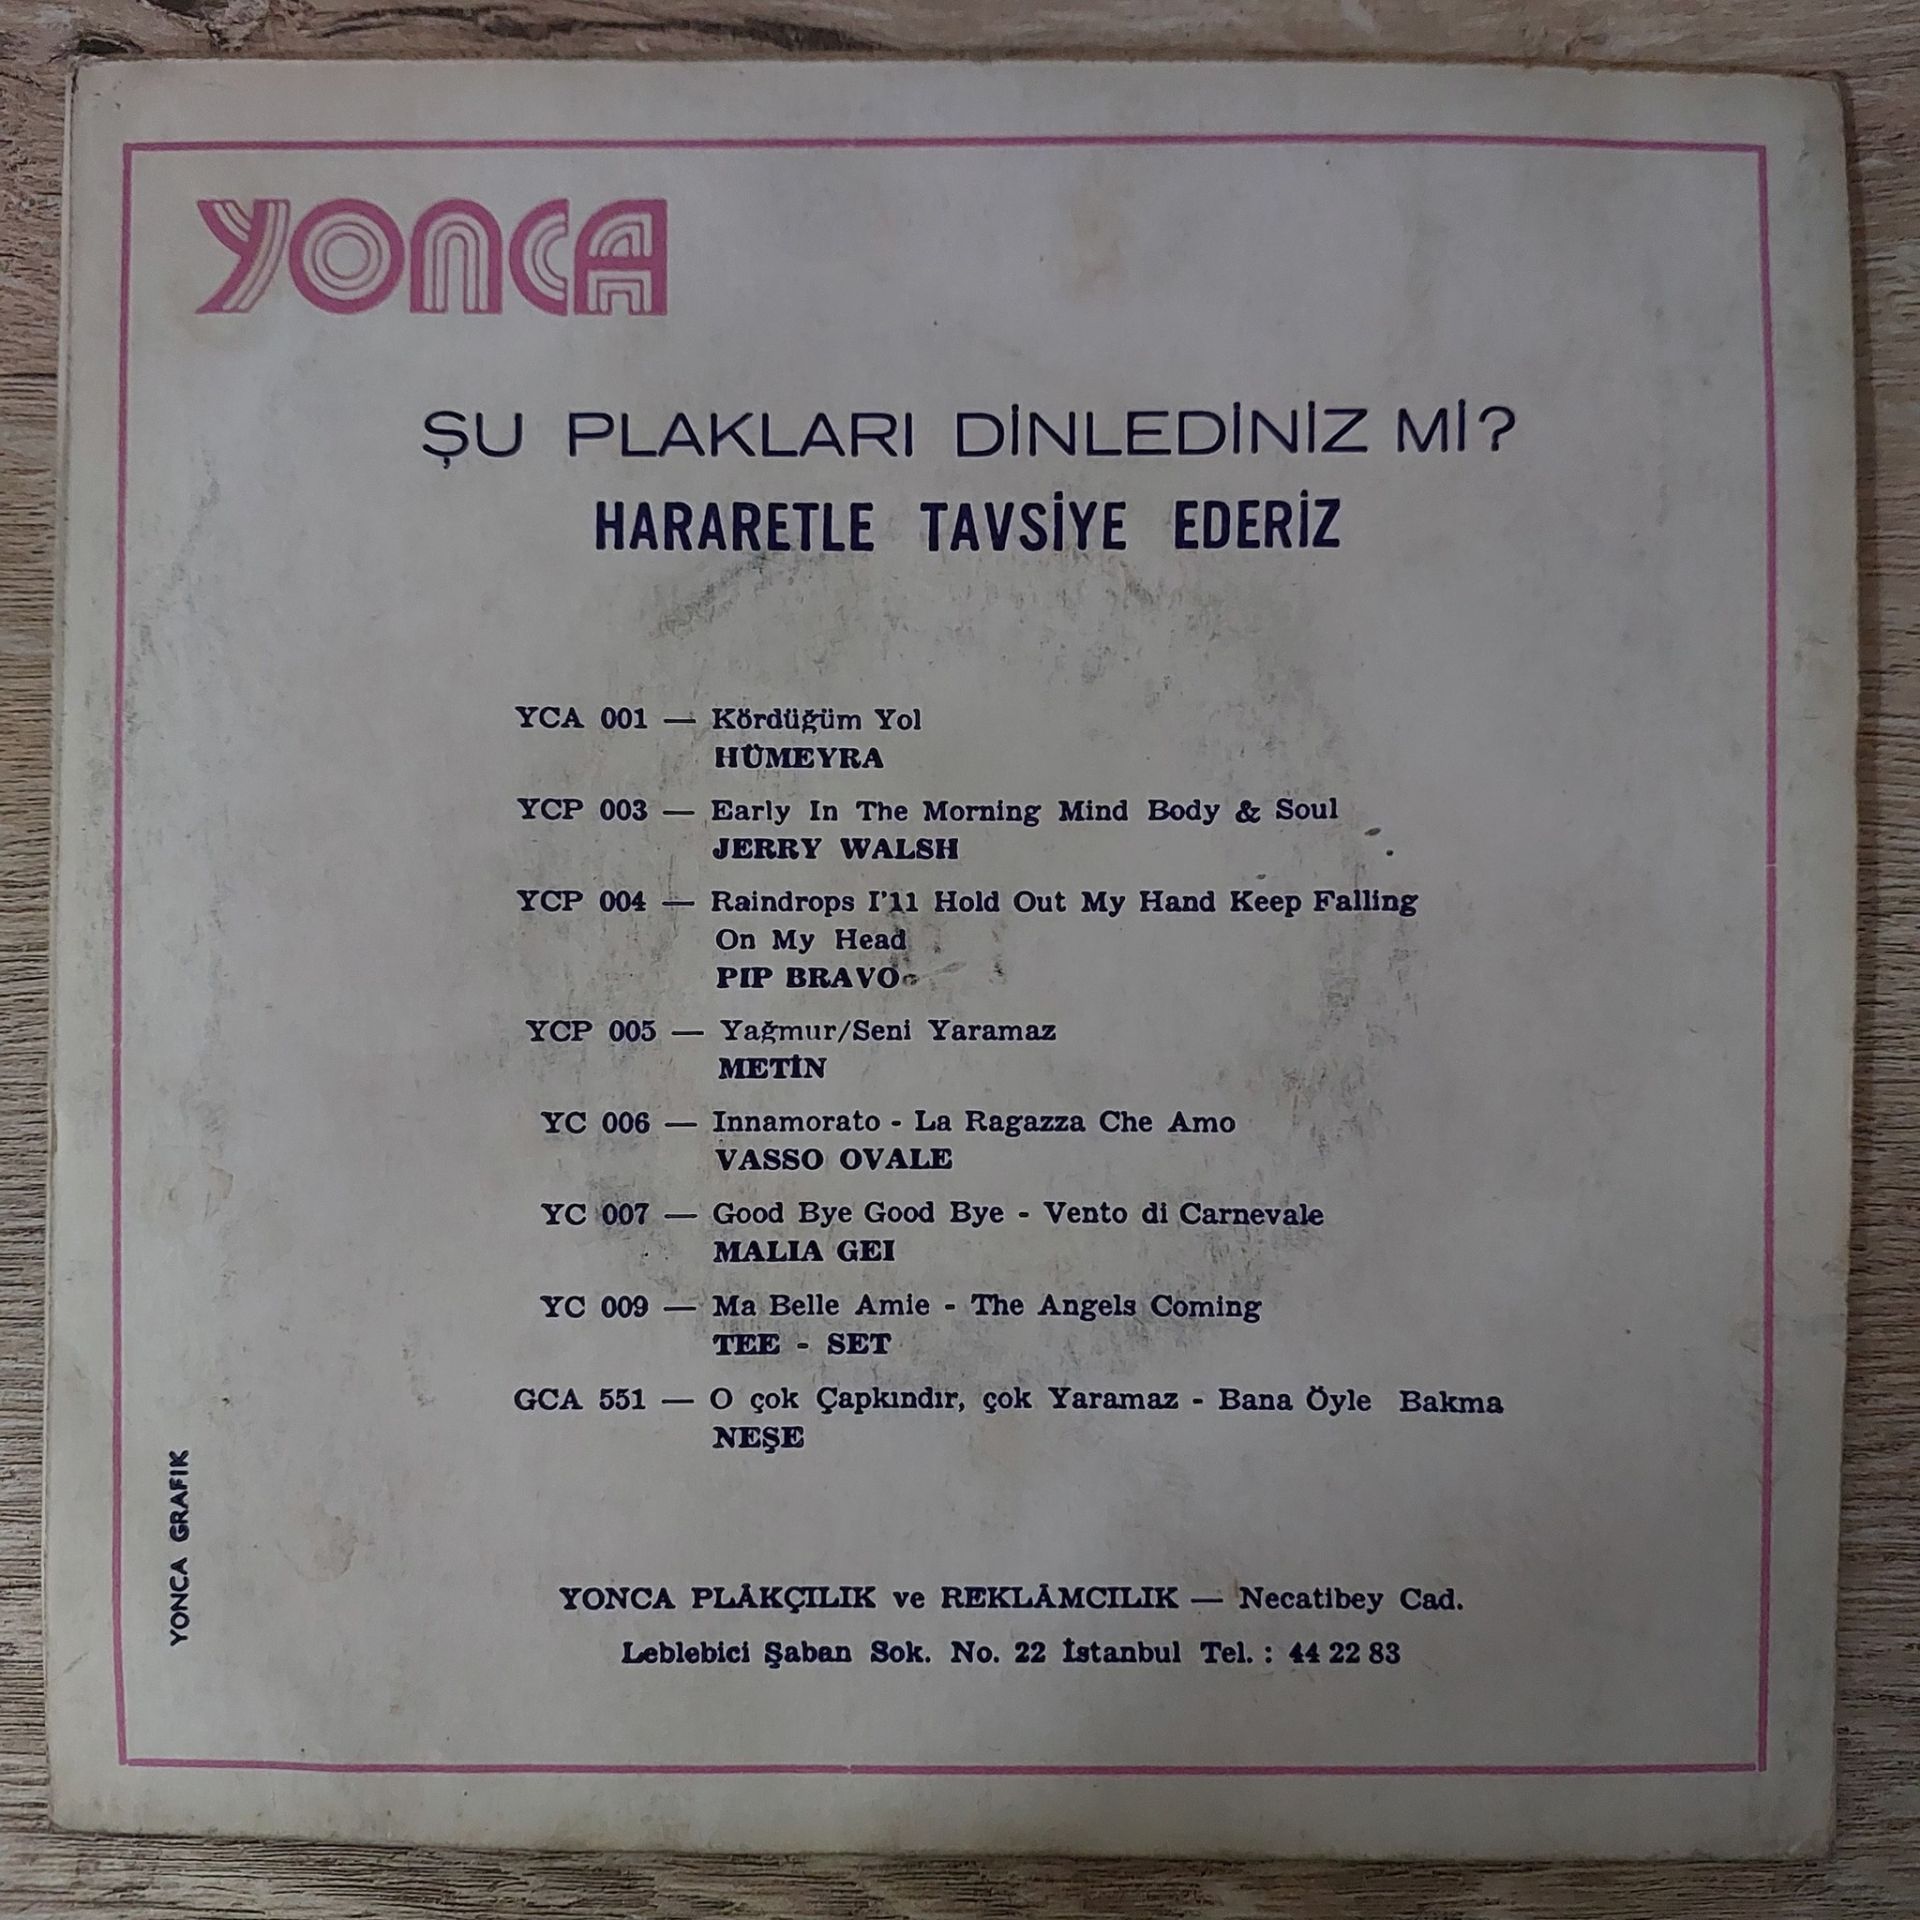 YONCA
ŞU PLAKLARI DİNLEDİNİZ Mİ?
HARARETLE TAVSİYE EDERİZ
YCA 001 — Kördüğüm Yol
HÜMEYRA
YCP 003 — Early In The Morning Mind Body & Soul
JERRY WALSH
YCP 004 — Raindrops I'll Hold Out My Hand Keep Falling
On My Head
PIP BRAVO
YCP 005 — Yağmur/Seni Yaramaz
METİN
YC 006 — Innamorato - La Ragazza Che Amo
VASSO OVALE
YC 007 — Good Bye Good Bye - Vento di Carnevale
MALIA GEI
YC 009 — Ma Belle Amie - The Angels Coming
TEE - SET
GCA 551 — O çok Çapkındır, çok Yaramaz - Bana Öyle Bakma
NEŞE
YONCA GRAFIK
YONCA PLÂKÇILIK ve REKLÂMCILIK — Necatibey Cad.
Leblebici Şaban Sok. No. 22 İstanbul Tel. : 44 22 83